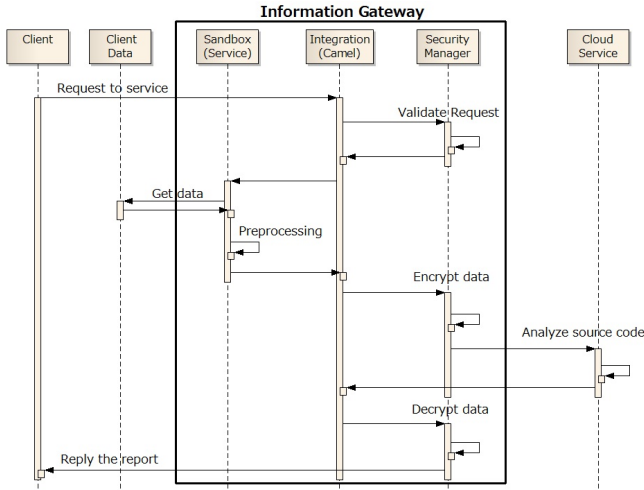 Information Gateway
Client
Client
Data
Sandbox
(Service)
Integration
(Camel)
Security
Manager
Cloud
Service
Request to service
Validate Request
Get data
Preprocessing
Encrypt data
Analyze source code
Decrypt data
Reply the report